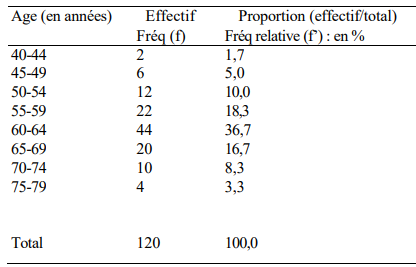 Age (en années) Effectif Proportion (effectif/total)
Fréq (f) Fréq relative (f’) : en %
40-44 2 1,7
45-49 6 5,0
50-54 12 10,0
55-59 22 18,3
60-64 44 36,7
65-69 20 16,7
70-74 10 8,3
75-79 4 3,3
Total 120 100,0